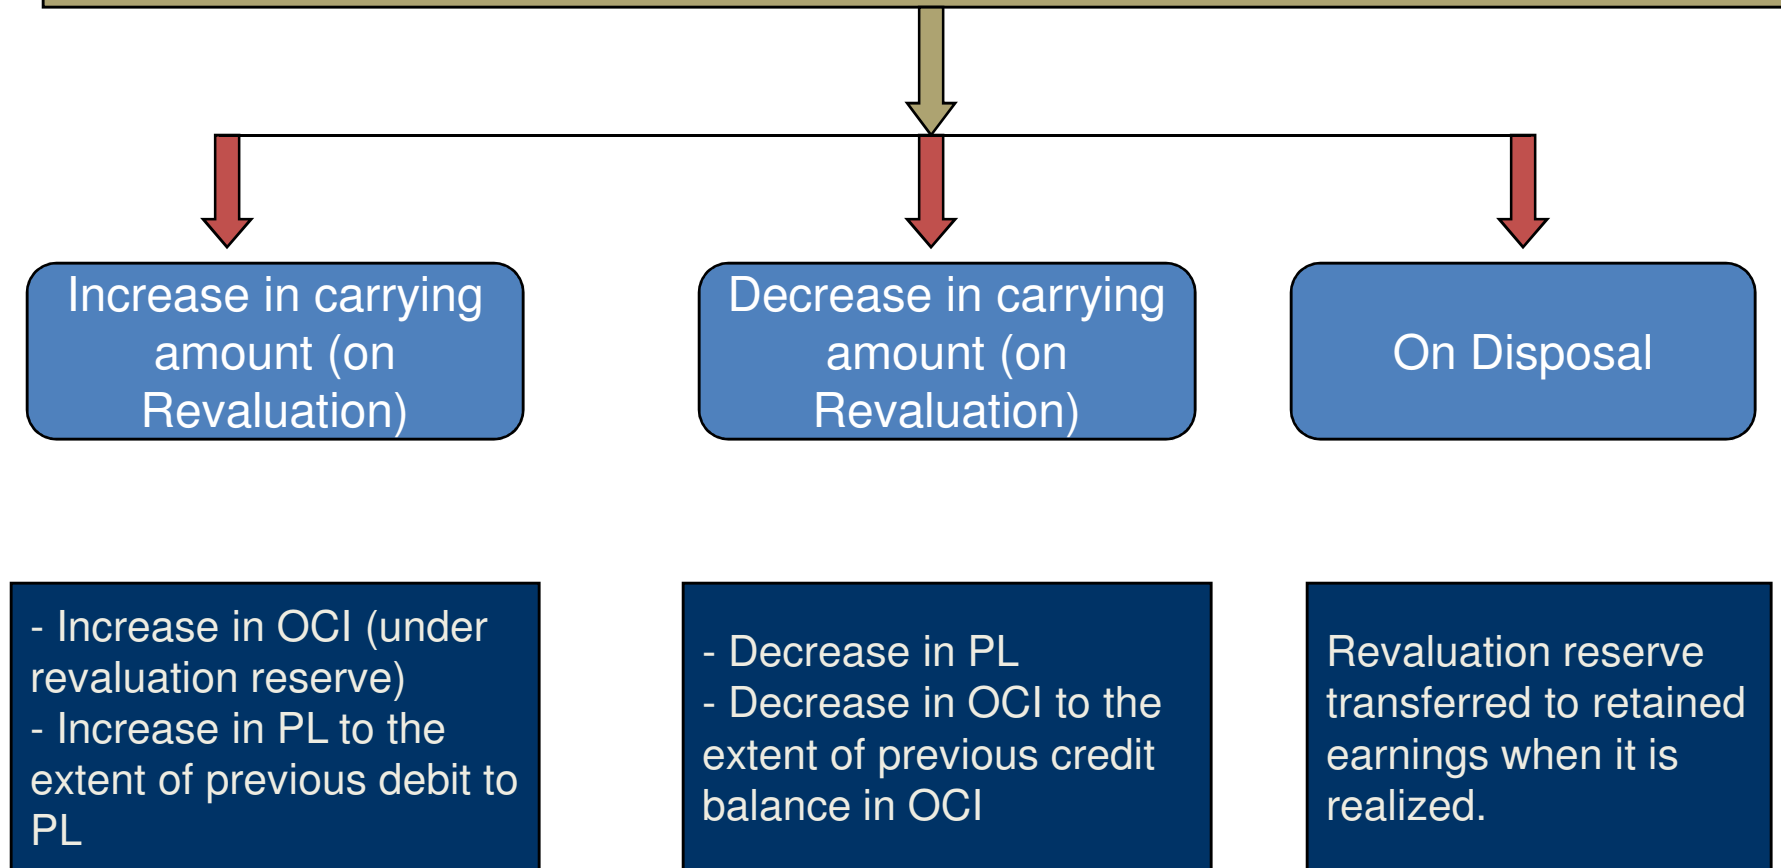 Increase in carrying
amount (on
Revaluation)
Decrease in carrying
amount (on
Revaluation)
On Disposal
- Increase in OCI (under
revaluation reserve)
- Increase in PL to the
extent of previous debit to
PL
- Decrease in PL
- Decrease in OCI to the
extent of previous credit
balance in OCI
Revaluation reserve
transferred to retained
earnings when it is
realized.